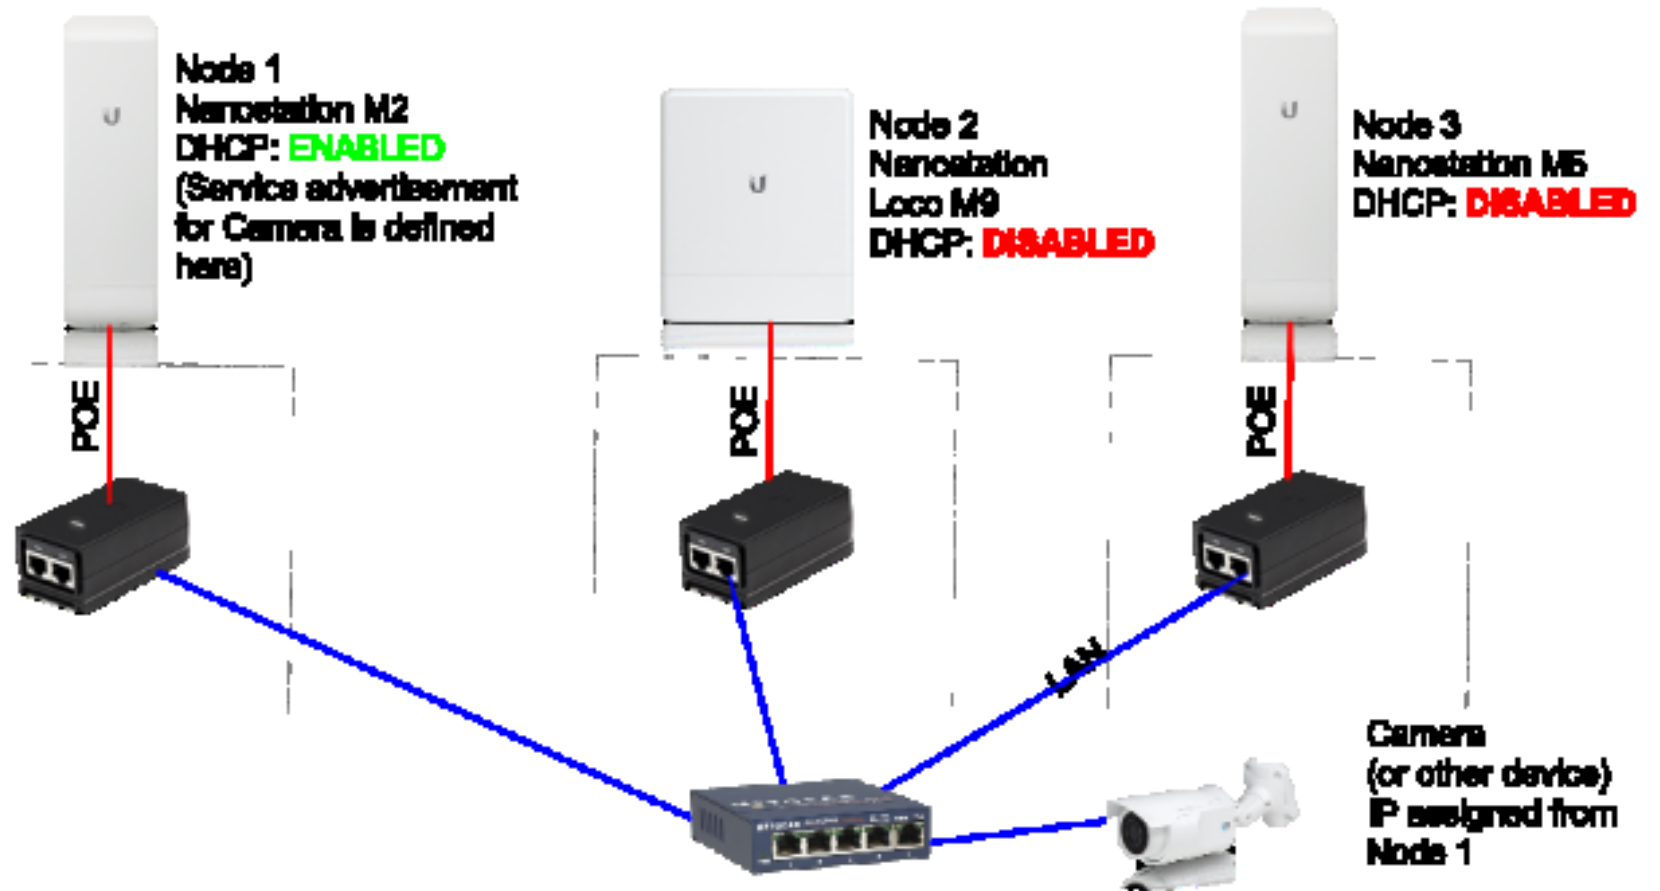 Node 1
Nanostation M2
DHCP: ENABLED
(Service advertisement
for Camera is defined
here)
Node 2
Nanostation
Loco M9
DHCP: DISABLED
Node 3
Nanostation M5
DHCP: DISABLED
POE
POE
POE
LAN
NETGEAR
Camera
(or other device)
IP assigned from
Node 1